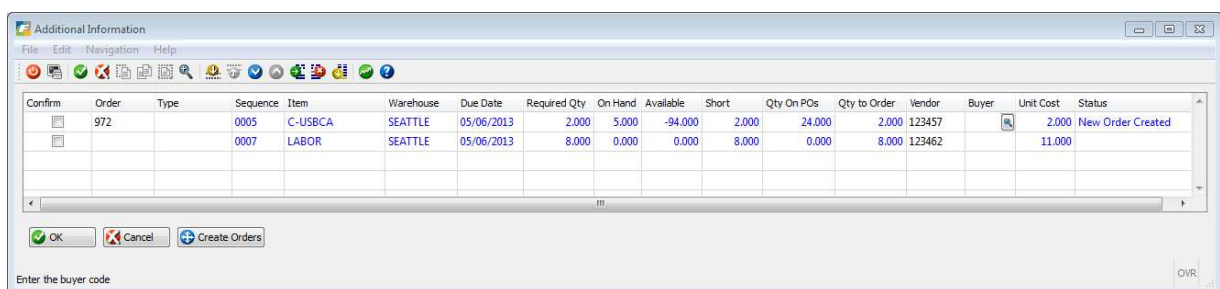 Additional Information
File Edit Navigation Help
Confirm Order Type Sequence Item Warehouse Due Date Required Qty On Hand Available Short Qty On POs Qty to Order Vendor Buyer Unit Cost Status
972 0005 C-USBCA SEATTLE 05/06/2013 2.000 5.000 -94.000 2.000 24.000 2.000 123457 2.000 New Order Created
0007 LABOR SEATTLE 05/06/2013 8.000 0.000 0.000 8.000 0.000 8.000 123462 11.000
OK Cancel Create Orders
Enter the buyer code OVR